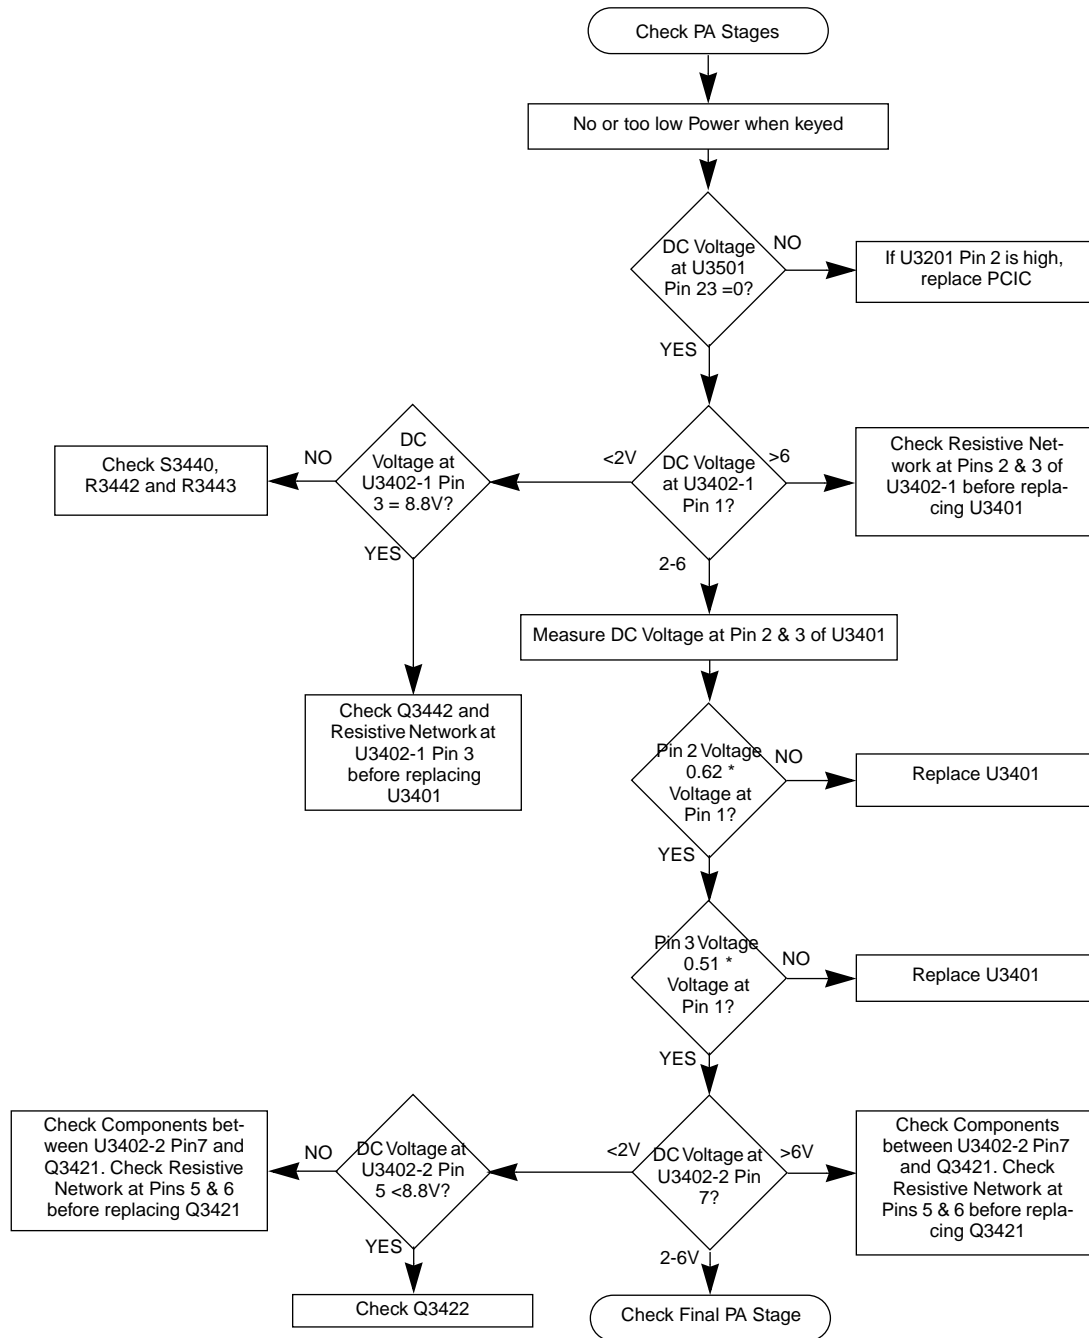 Check PA Stages
No or too low Power when keyed
DC Voltage
at U3501
Pin 23 =0?
NO
If U3201 Pin 2 is high,
replace PCIC
YES
DC
Voltage at
U3402-1 Pin
3 = 8.8V?
NO
Check S3440,
R3442 and R3443
YES
<2V
DC Voltage
at U3402-1
Pin 1?
>6
Check Resistive Net-
work at Pins 2 & 3 of
U3402-1 before repla-
cing U3401
2-6
Measure DC Voltage at Pin 2 & 3 of U3401
Check Q3442 and
Resistive Network at
U3402-1 Pin 3
before replacing
U3401
Pin 2 Voltage
0.62 *
Voltage at
Pin 1?
NO
Replace U3401
YES
Pin 3 Voltage
0.51 *
Voltage at
Pin 1?
NO
Replace U3401
YES
Check Components bet-
ween U3402-2 Pin7 and
Q3421. Check Resistive
Network at Pins 5 & 6
before replacing Q3421
NO
DC Voltage at
U3402-2 Pin
5 <8.8V?
YES
<2V
DC Voltage at
U3402-2 Pin
7?
>6V
Check Components
between U3402-2 Pin7
and Q3421. Check
Resistive Network at
Pins 5 & 6 before repla-
cing Q3421
2-6V
Check Q3422
Check Final PA Stage